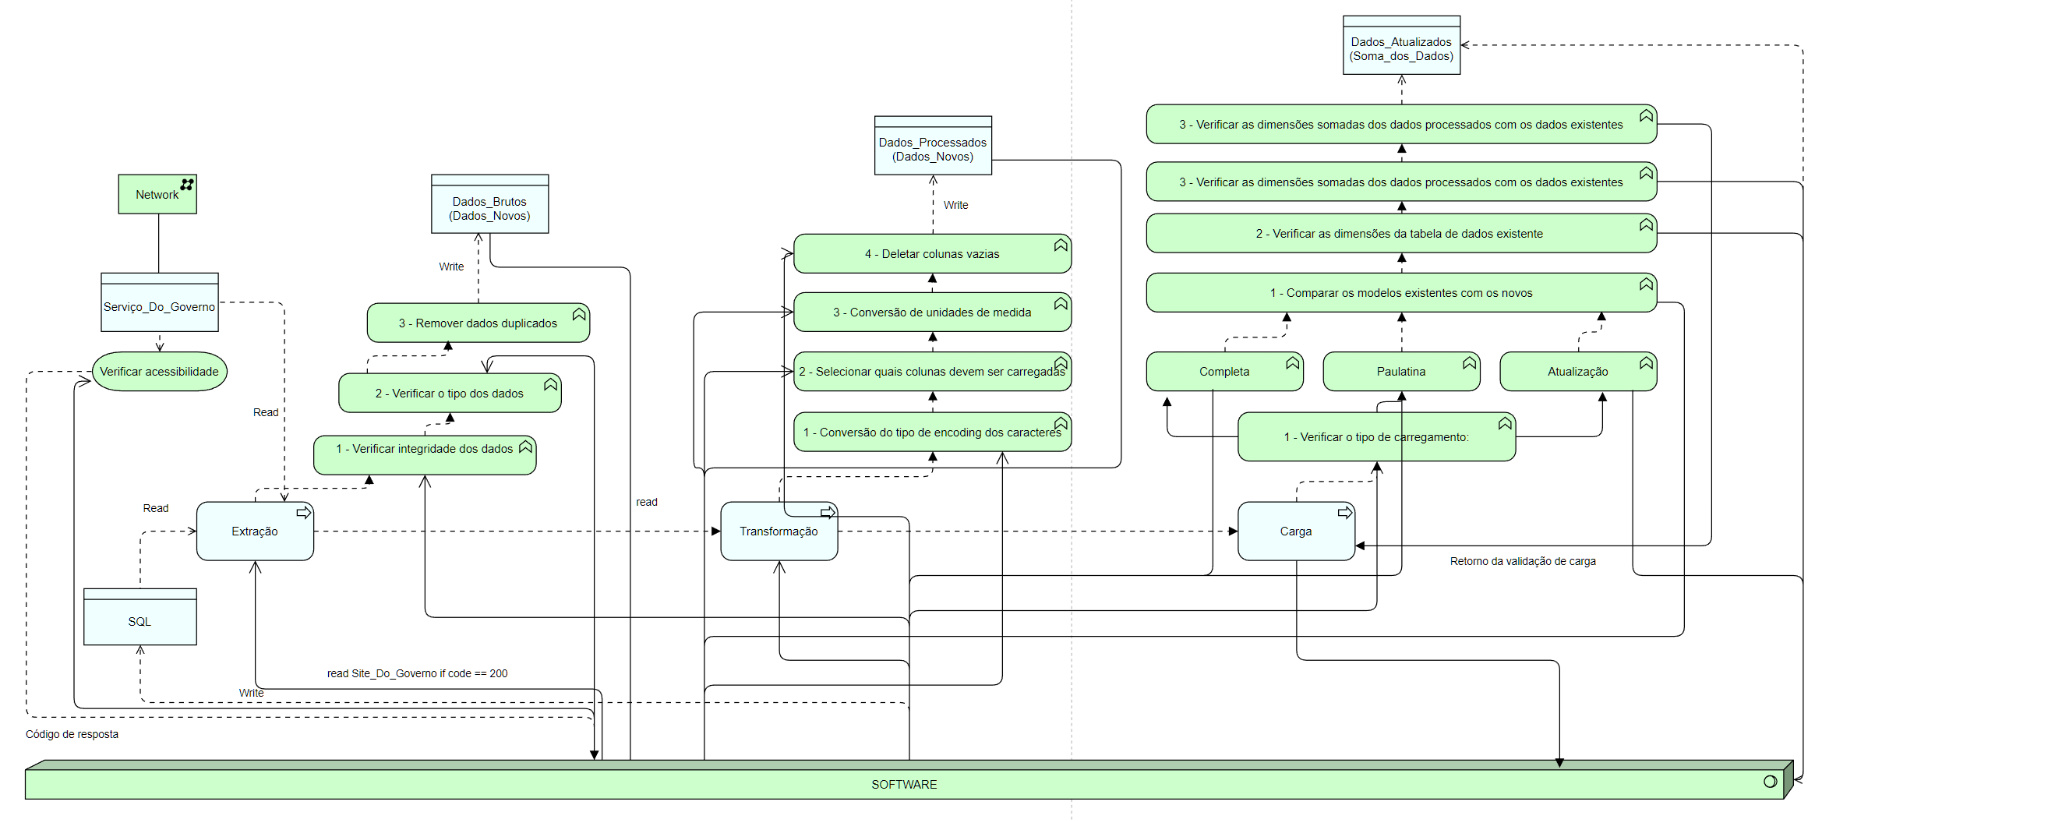 Dados_Atualizados
(Soma_dos_Dados)
3 - Verificar as dimensões somadas dos dados processados com os dados existentes
Dados_Processados
(Dados_Novos)
3 - Verificar as dimensões somadas dos dados processados com os dados existentes
Network
Dados_Brutos
(Dados_Novos)
Write
2 - Verificar as dimensões da tabela de dados existente
4 - Deletar colunas vazias
Write
1 - Comparar os modelos existentes com os novos
Serviço_Do_Governo
3 - Remover dados duplicados
3 - Conversão de unidades de medida
Verificar acessibilidade
2 - Selecionar quais colunas devem ser carregadas
Completa
Paulatina
Atualização
2 - Verificar o tipo dos dados
Read
1 - Conversão do tipo de encoding dos caracteres
1 - Verificar o tipo de carregamento:
1 - Verificar integridade dos dados
Read
read
Extração
Transformação
Carga
Retorno da validação de carga
SQL
read Site_Do_Governo if code == 200
Write
Código de resposta
SOFTWARE